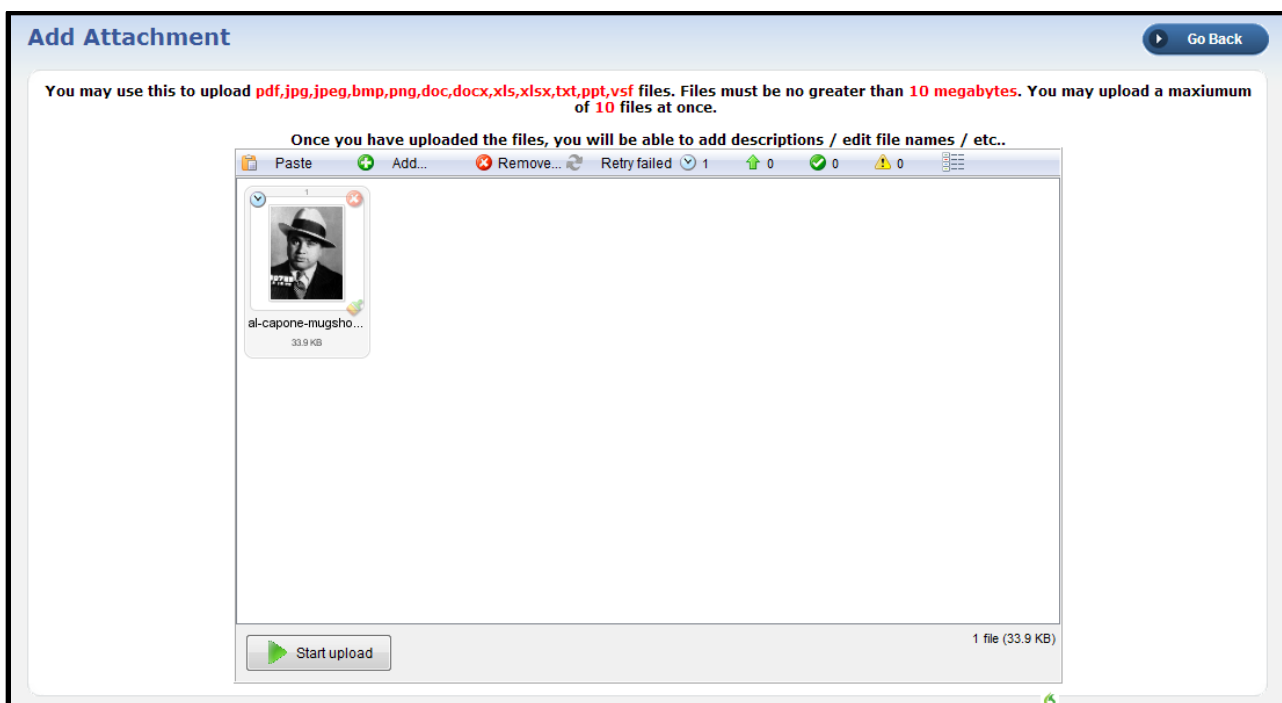 Add Attachment
Go Back
You may use this to upload pdf,jpg,jpeg,bmp,png,doc,docx,xls,xlsx,txt,ppt,vsf files. Files must be no greater than 10 megabytes. You may upload a maxiumum
of 10 files at once.
Once you have uploaded the files, you will be able to add descriptions / edit file names / etc..
Paste Add... Remove... Retry failed 1 0 0 0
1
al-capone-mugsho...
33.9 KB
1 file (33.9 KB)
Start upload